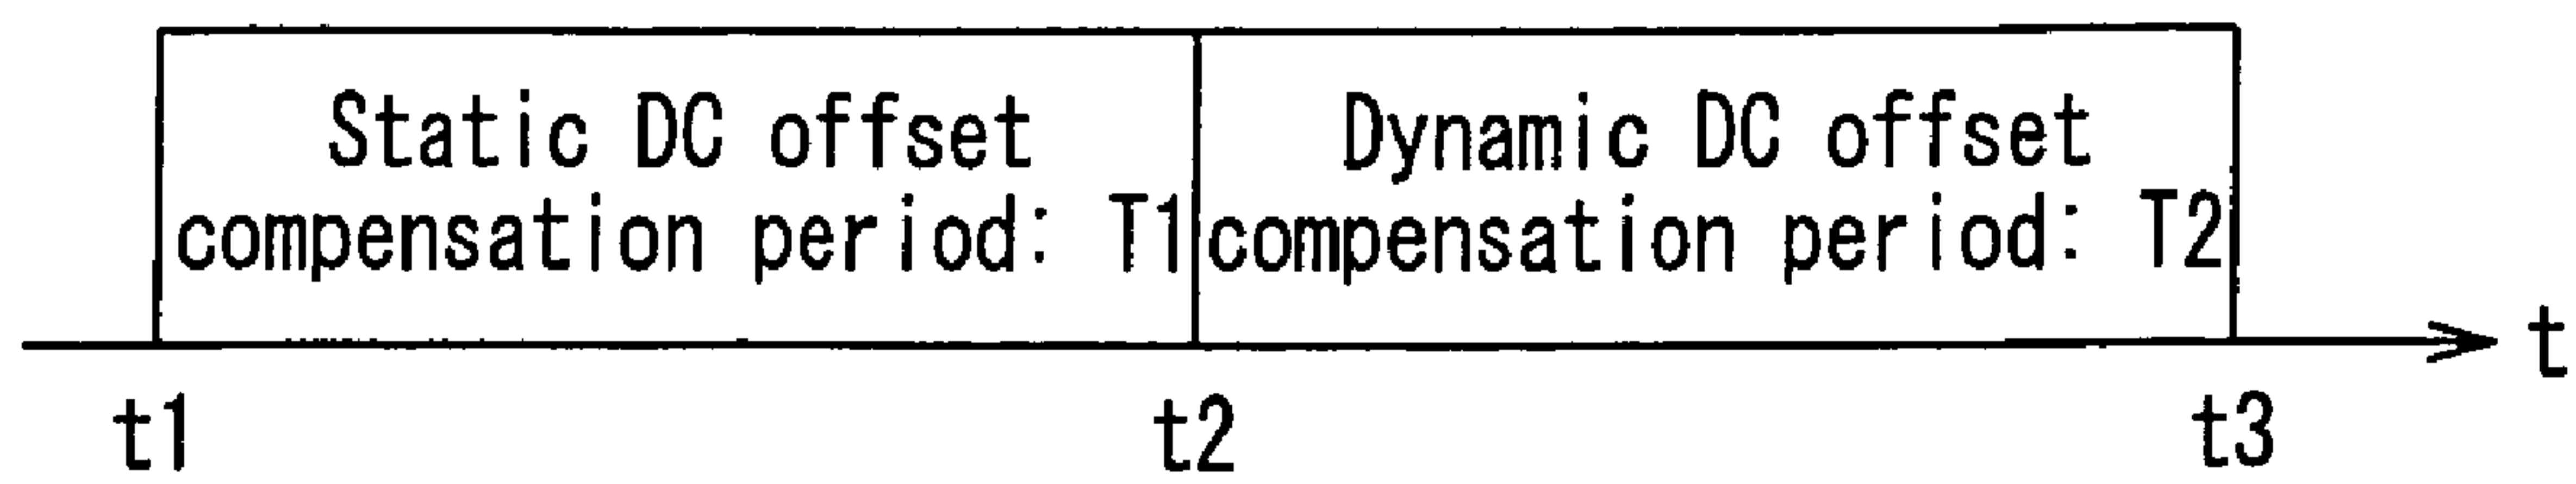 Static DC offset
compensation period: T1
Dynamic DC offset
compensation period: T2
t
t1
t2
t3